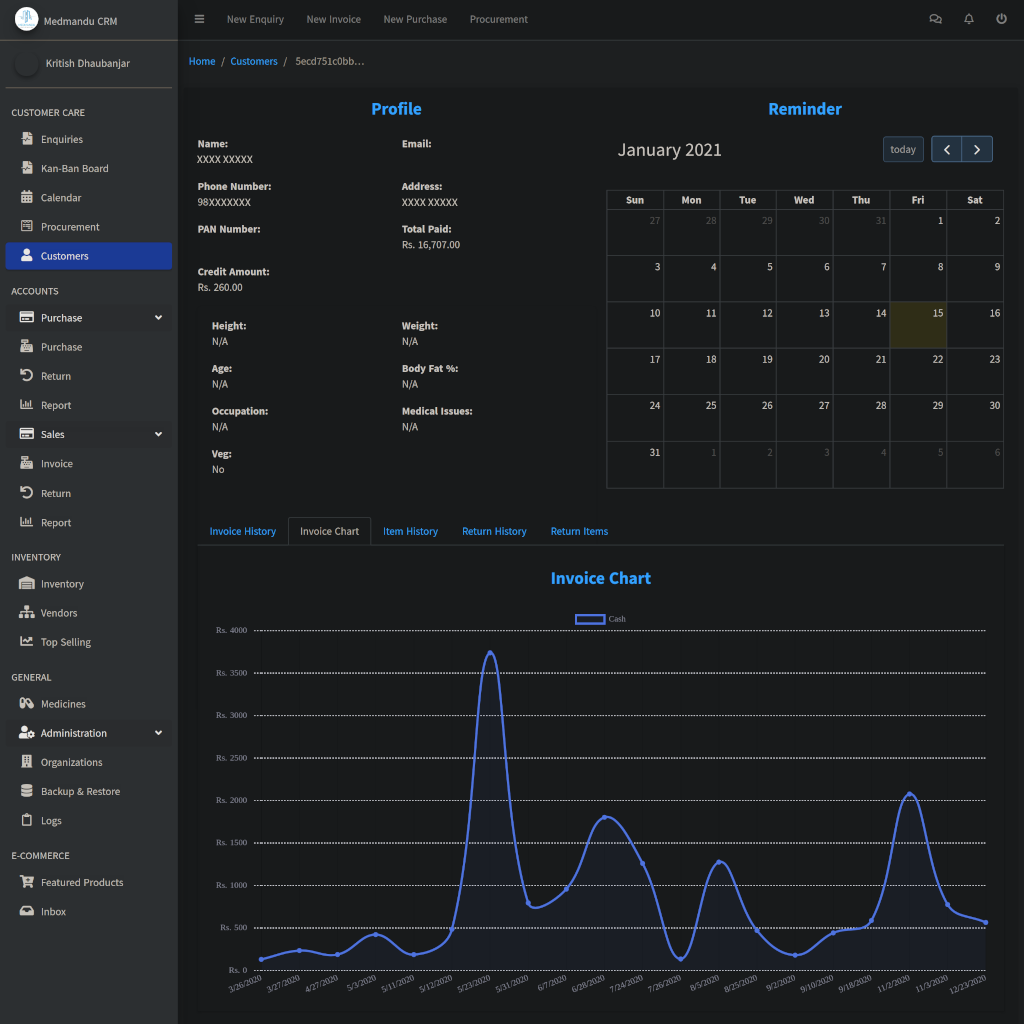 Medmandu CRM
Kritish Dhaubanjar
CUSTOMER CARE
Enquiries
Kan-Ban Board
Calendar
Procurement
Customers
ACCOUNTS
Purchase
Purchase
Return
Report
Sales
Invoice
Return
Report
INVENTORY
Inventory
Vendors
Top Selling
GENERAL
Medicines
Administration
Organizations
Backup & Restore
Logs
E-COMMERCE
Featured Products
Inbox
New Enquiry New Invoice New Purchase Procurement
Home / Customers / 5ecd751c0bb...
Profile
Name: Email:
XXXX XXXXX
Phone Number: Address:
98XXXXXXX XXXX XXXXX
PAN Number: Total Paid:
Rs. 16,707.00
Credit Amount:
Rs. 260.00
Height: Weight:
N/A N/A
Age: Body Fat %:
N/A N/A
Occupation: Medical Issues:
N/A N/A
Veg:
No
Reminder
January 2021 today
Sun Mon Tue Wed Thu Fri Sat
27 28 29 30 31 1 2
3 4 5 6 7 8 9
10 11 12 13 14 15 16
17 18 19 20 21 22 23
24 25 26 27 28 29 30
31 1 2 3 4 5 6
Invoice History Invoice Chart Item History Return History Return Items
Invoice Chart
Cash
Rs. 4000
Rs. 3500
Rs. 3000
Rs. 2500
Rs. 2000
Rs. 1500
Rs. 1000
Rs. 500
Rs. 0
3/26/2020 3/27/2020 4/27/2020 5/3/2020 5/11/2020 5/12/2020 5/23/2020 5/31/2020 6/7/2020 6/28/2020 7/24/2020 7/26/2020 8/5/2020 8/25/2020 9/2/2020 9/10/2020 9/18/2020 11/2/2020 11/3/2020 12/23/2020